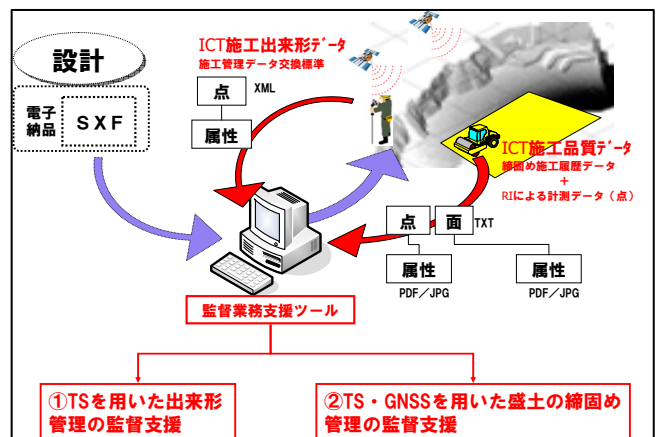 設計
電子
納品
SXF
ICT施工出来形ﾃﾞｰﾀ
施工管理データ交換標準
点
XML
属性
ICT施工品質ﾃﾞｰﾀ
締固め施工履歴データ
+
RIによる計測データ(点)
点
面
TXT
属性
属性
PDF/JPG
PDF/JPG
監督業務支援ツール
①TSを用いた出来形
管理の監督支援
②TS・GNSSを用いた盛土の締固め
管理の監督支援